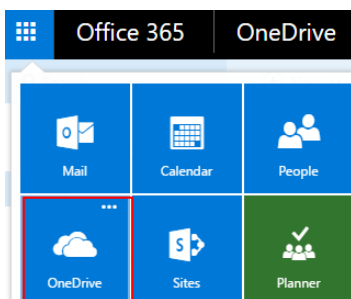 Office 365 OneDrive
Mail Calendar People
OneDrive Sites Planner